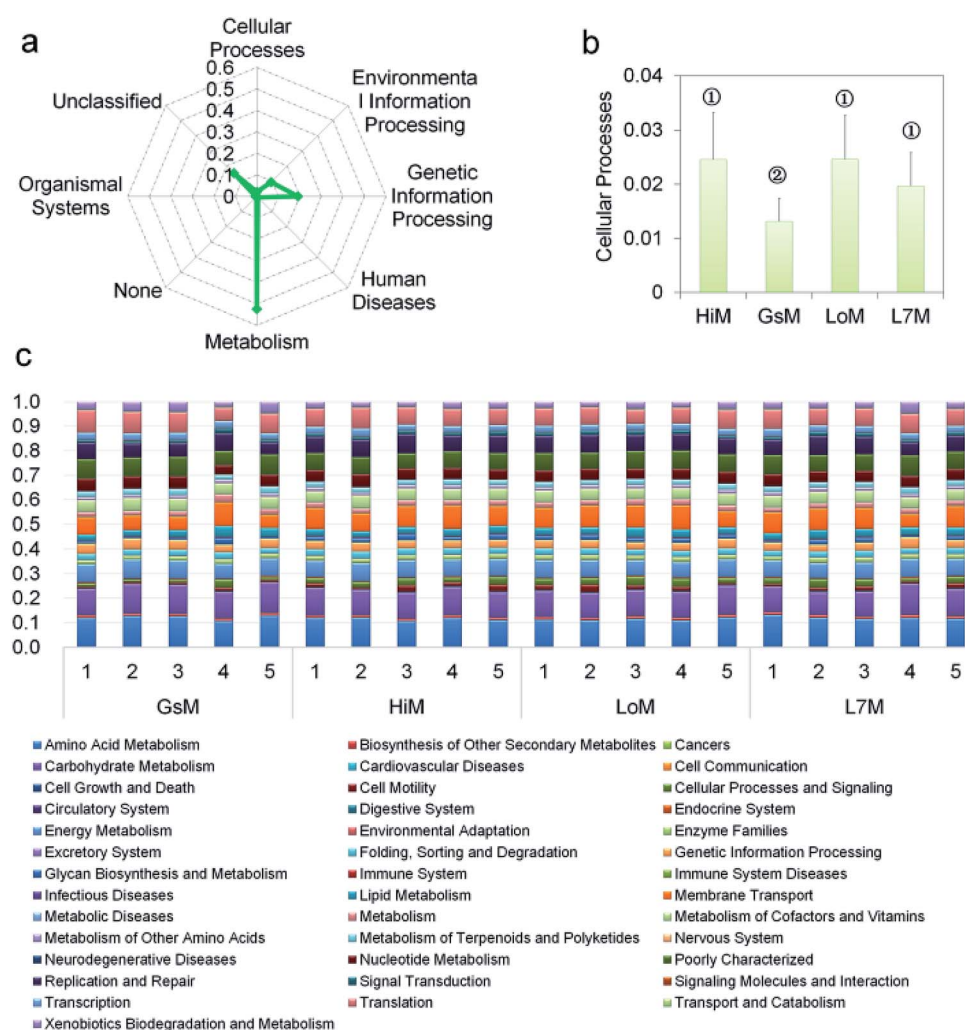 a
Cellular
Processes
0.6
0.5
0.4
0.3
0.2
0.1
0
Environmenta
l Information
Processing
Genetic
Information
Processing
Human
Diseases
Metabolism
None
Organismal
Systems
Unclassified
b
Cellular Processes
0.04
0.03
0.02
0.01
0
① ② ① ①
HiM GsM LoM L7M
c
1.0
0.9
0.8
0.7
0.6
0.5
0.4
0.3
0.2
0.1
0.0
1 2 3 4 5 1 2 3 4 5 1 2 3 4 5 1 2 3 4 5
GsM HiM LoM L7M
Amino Acid Metabolism Biosynthesis of Other Secondary Metabolites Cancers
Carbohydrate Metabolism Cardiovascular Diseases Cell Communication
Cell Growth and Death Cell Motility Cellular Processes and Signaling
Circulatory System Digestive System Endocrine System
Energy Metabolism Environmental Adaptation Enzyme Families
Excretory System Folding, Sorting and Degradation Genetic Information Processing
Glycan Biosynthesis and Metabolism Immune System Immune System Diseases
Infectious Diseases Lipid Metabolism Membrane Transport
Metabolic Diseases Metabolism Metabolism of Cofactors and Vitamins
Metabolism of Other Amino Acids Metabolism of Terpenoids and Polyketides Nervous System
Neurodegenerative Diseases Nucleotide Metabolism Poorly Characterized
Replication and Repair Signal Transduction Signaling Molecules and Interaction
Transcription Translation Transport and Catabolism
Xenobiotics Biodegradation and Metabolism